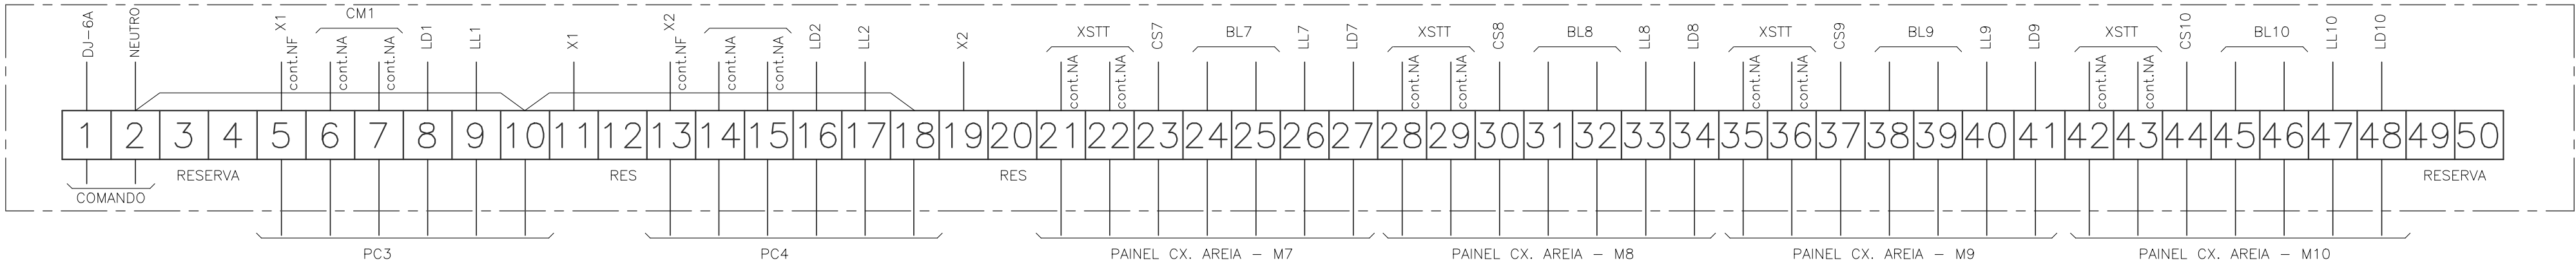 DJ-6A NEUTRO X1 cont.NF CM1 cont.NA cont.NA LD1 LL1 X1 X2 cont.NF cont.NA cont.NA LD2 LL2 X2 XSTT cont.NA cont.NA CS7 BL7 LL7 LD7 XSTT cont.NA cont.NA CS8 BL8 LL8 LD8 XSTT cont.NA cont.NA CS9 BL9 LL9 LD9 XSTT cont.NA cont.NA CS10 BL10 LL10 LD10
1 2 3 4 5 6 7 8 9 10 11 12 13 14 15 16 17 18 19 20 21 22 23 24 25 26 27 28 29 30 31 32 33 34 35 36 37 38 39 40 41 42 43 44 45 46 47 48 49 50
RESERVA RES RES RESERVA
COMANDO
PC3 PC4 PAINEL CX. AREIA - M7 PAINEL CX. AREIA - M8 PAINEL CX. AREIA - M9 PAINEL CX. AREIA - M10